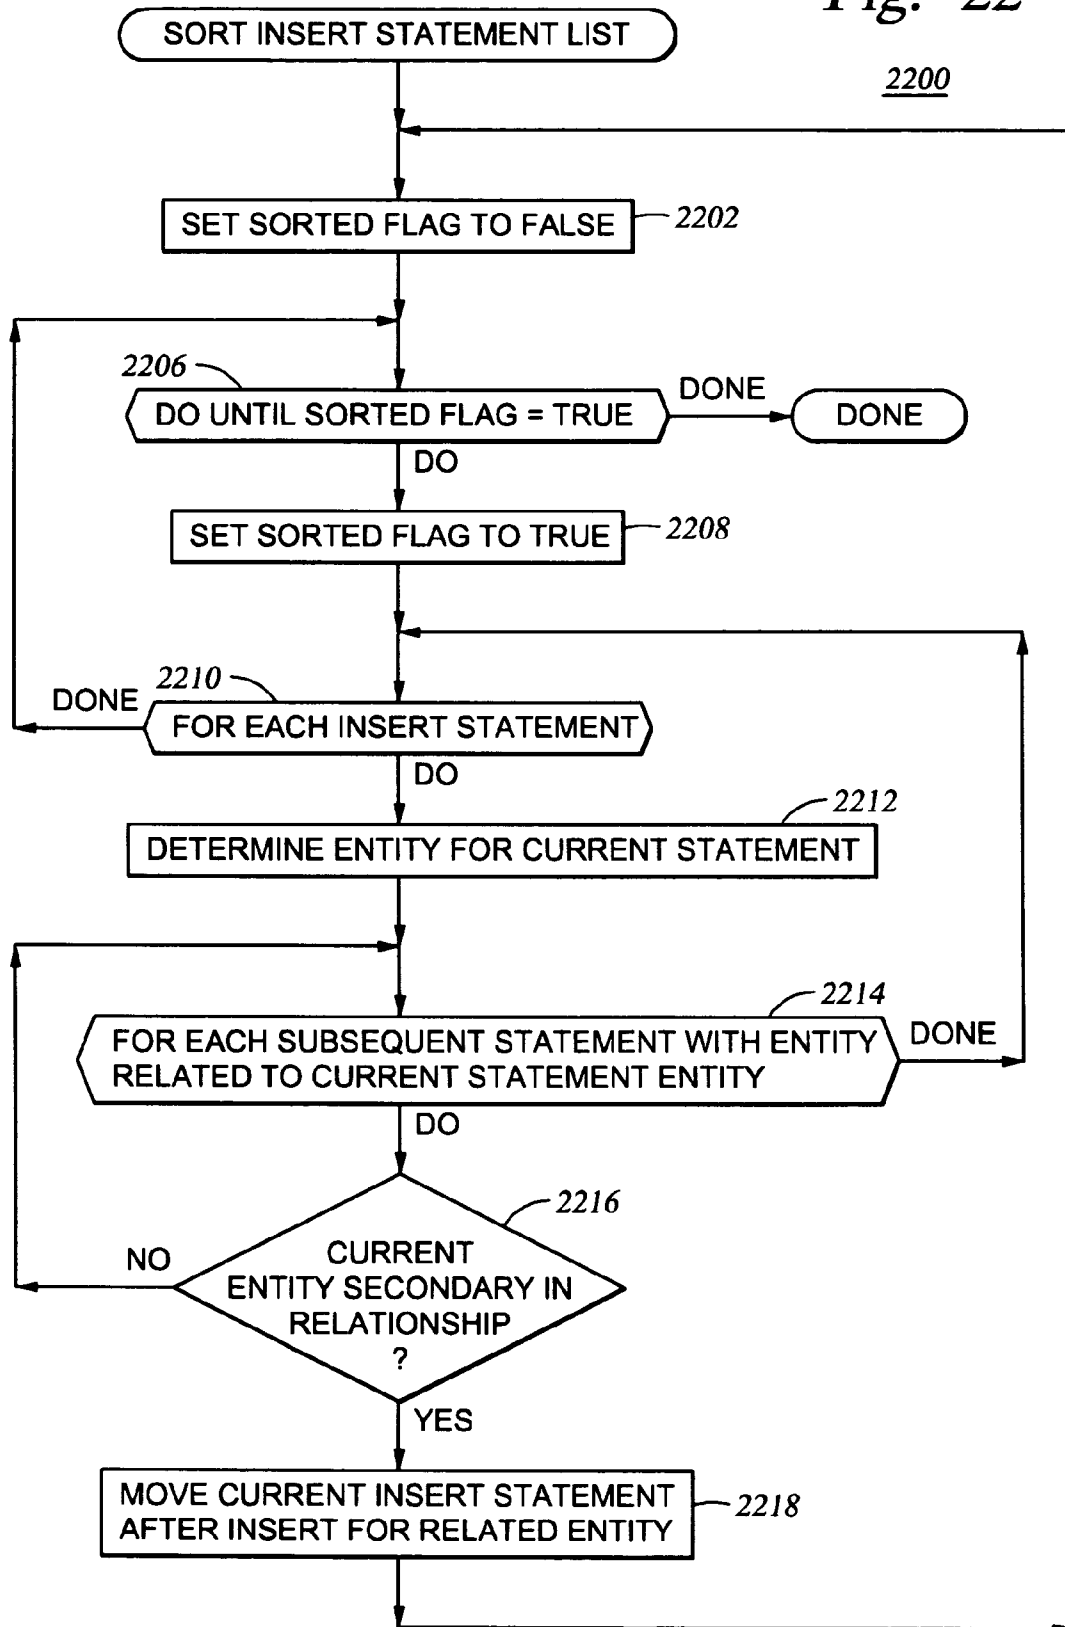 Fig. 22
SORT INSERT STATEMENT LIST
2200
SET SORTED FLAG TO FALSE
2202
2206
DO UNTIL SORTED FLAG = TRUE
DONE
DONE
DO
SET SORTED FLAG TO TRUE
2208
2210
DONE
FOR EACH INSERT STATEMENT
DO
2212
DETERMINE ENTITY FOR CURRENT STATEMENT
2214
FOR EACH SUBSEQUENT STATEMENT WITH ENTITY
RELATED TO CURRENT STATEMENT ENTITY
DONE
DO
2216
NO
CURRENT
ENTITY SECONDARY IN
RELATIONSHIP
?
YES
MOVE CURRENT INSERT STATEMENT
AFTER INSERT FOR RELATED ENTITY
2218